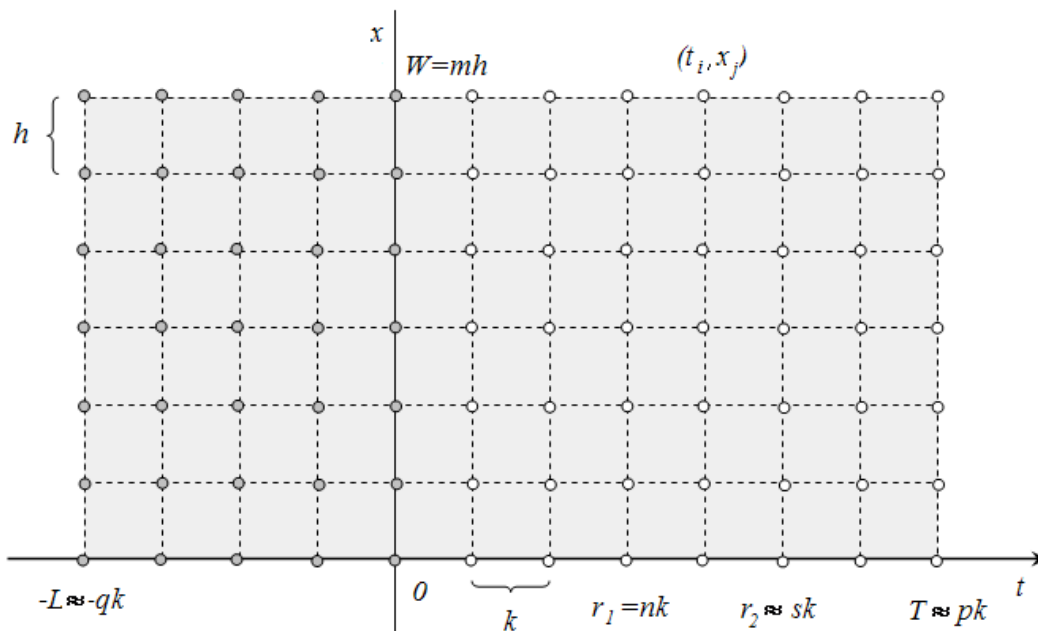 x
W=mh
(t_i, x_j)
h
-L≈-qk
0
k
r_1=nk
r_2≈sk
T≈pk
t